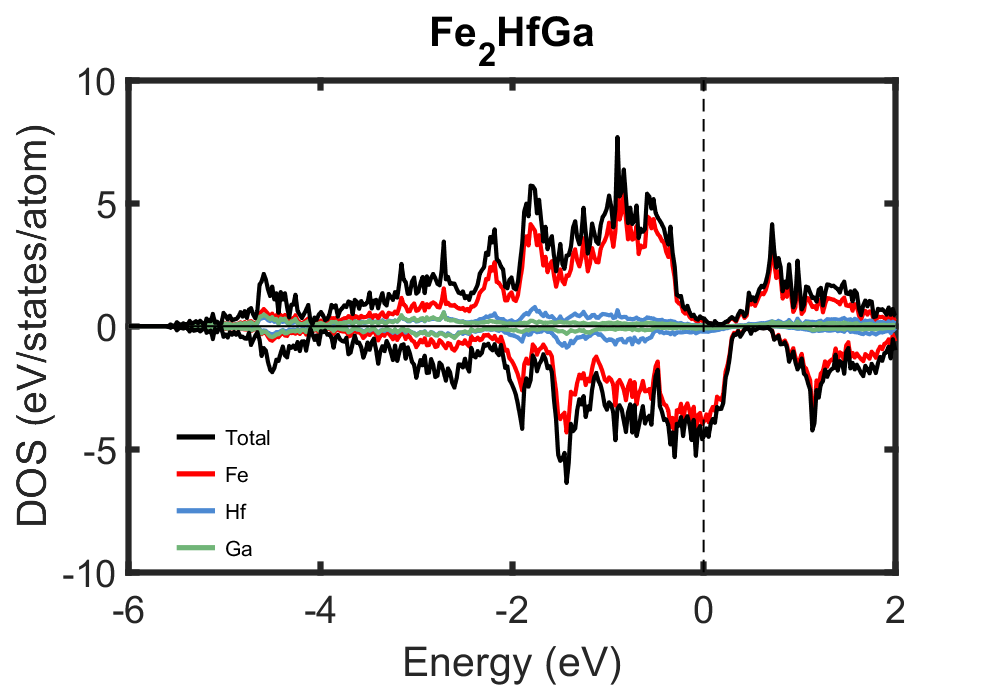 Fe2HfGa
DOS (eV/states/atom)
10
5
0
-5
-10
Total
Fe
Hf
Ga
-6 -4 -2 0 2
Energy (eV)